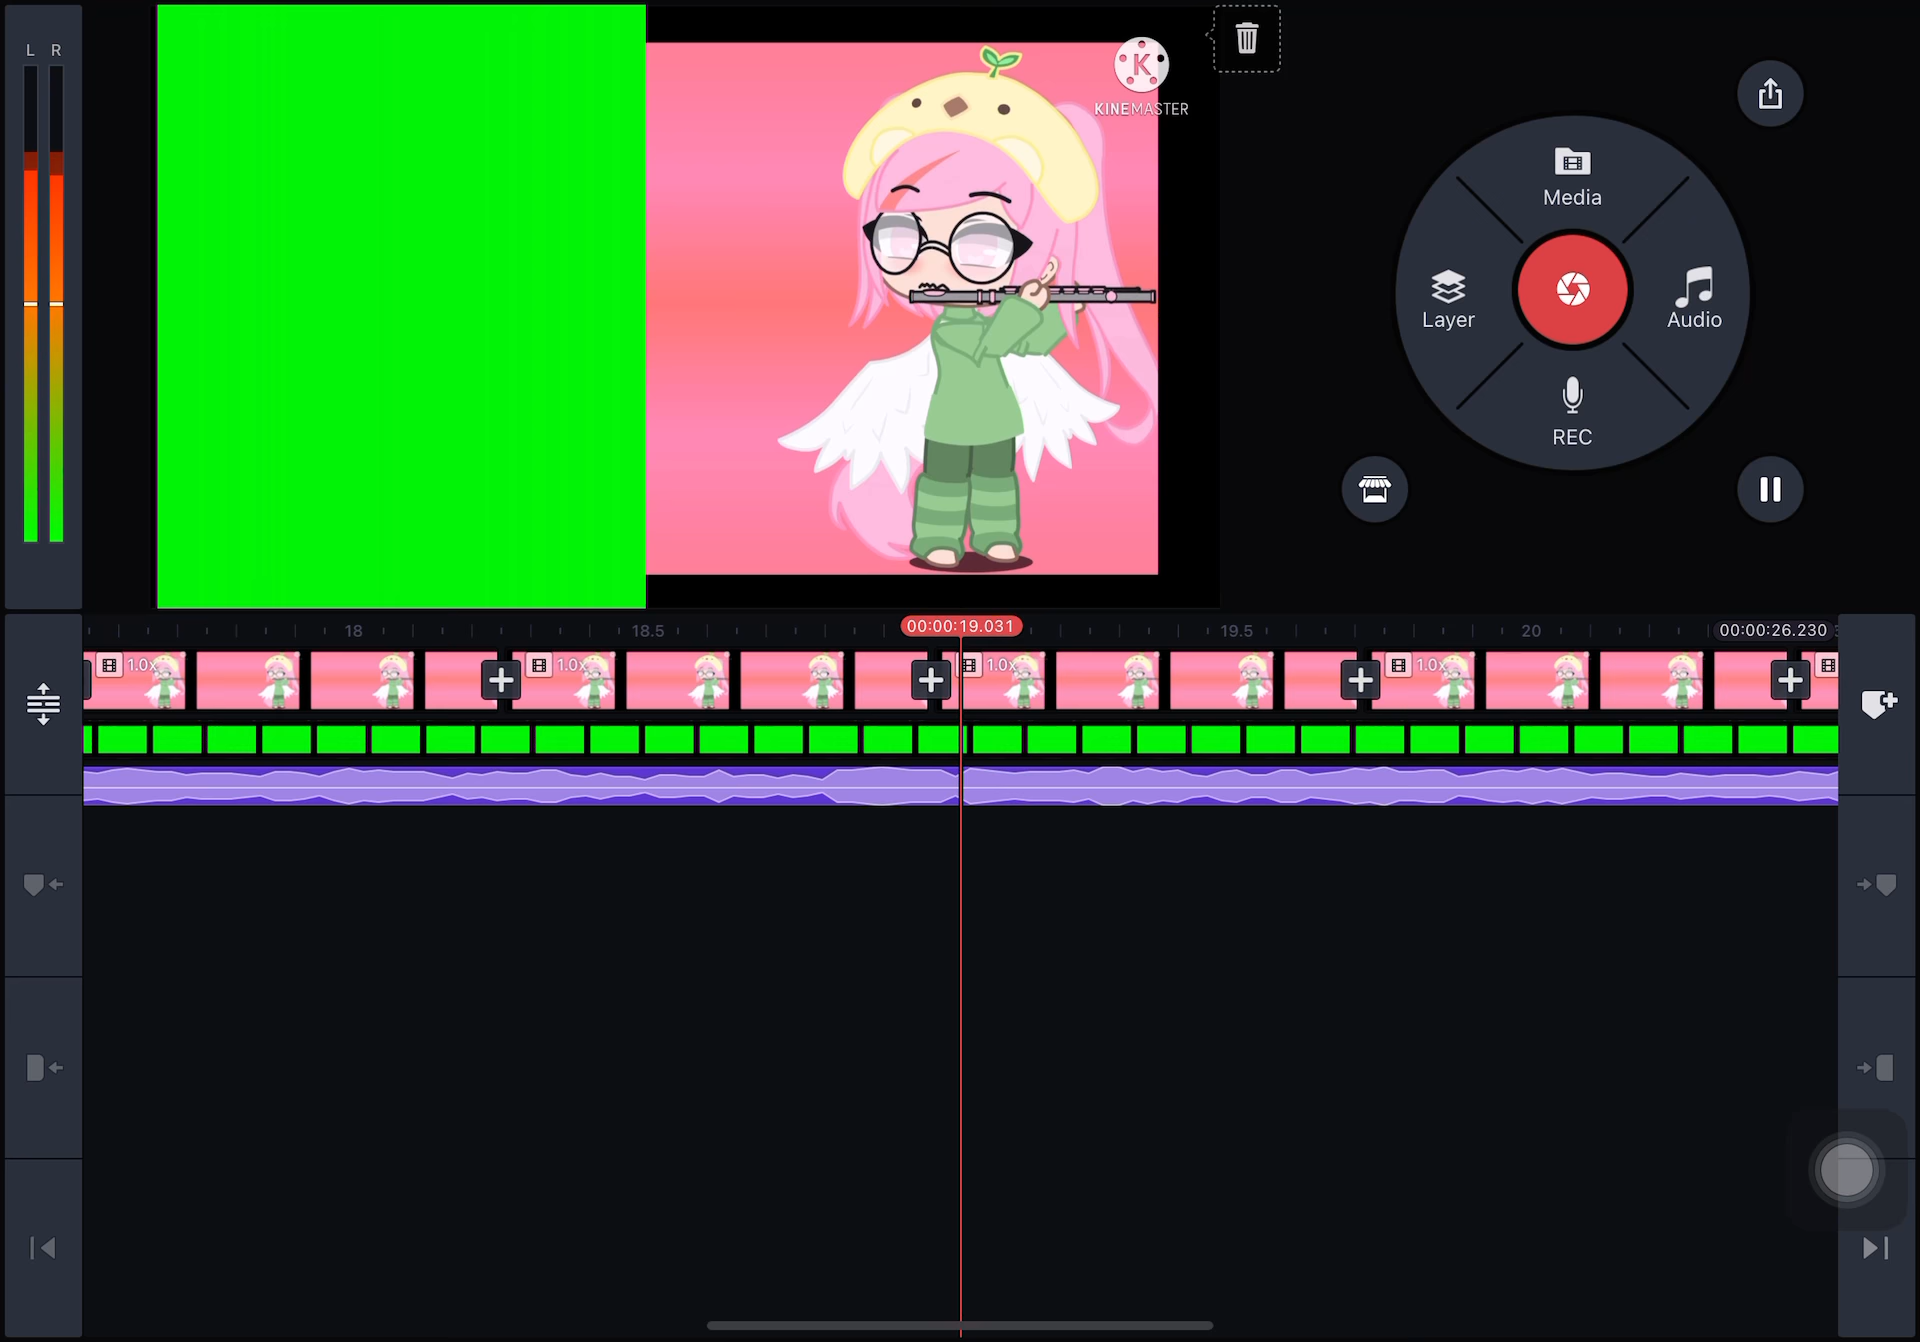 L R
K
KINEMASTER
Media
Layer
Audio
REC
18
18.5
00:00:19.031
19.5
20
00:00:26.230
1.0x
1.0x
1.0x
1.0x